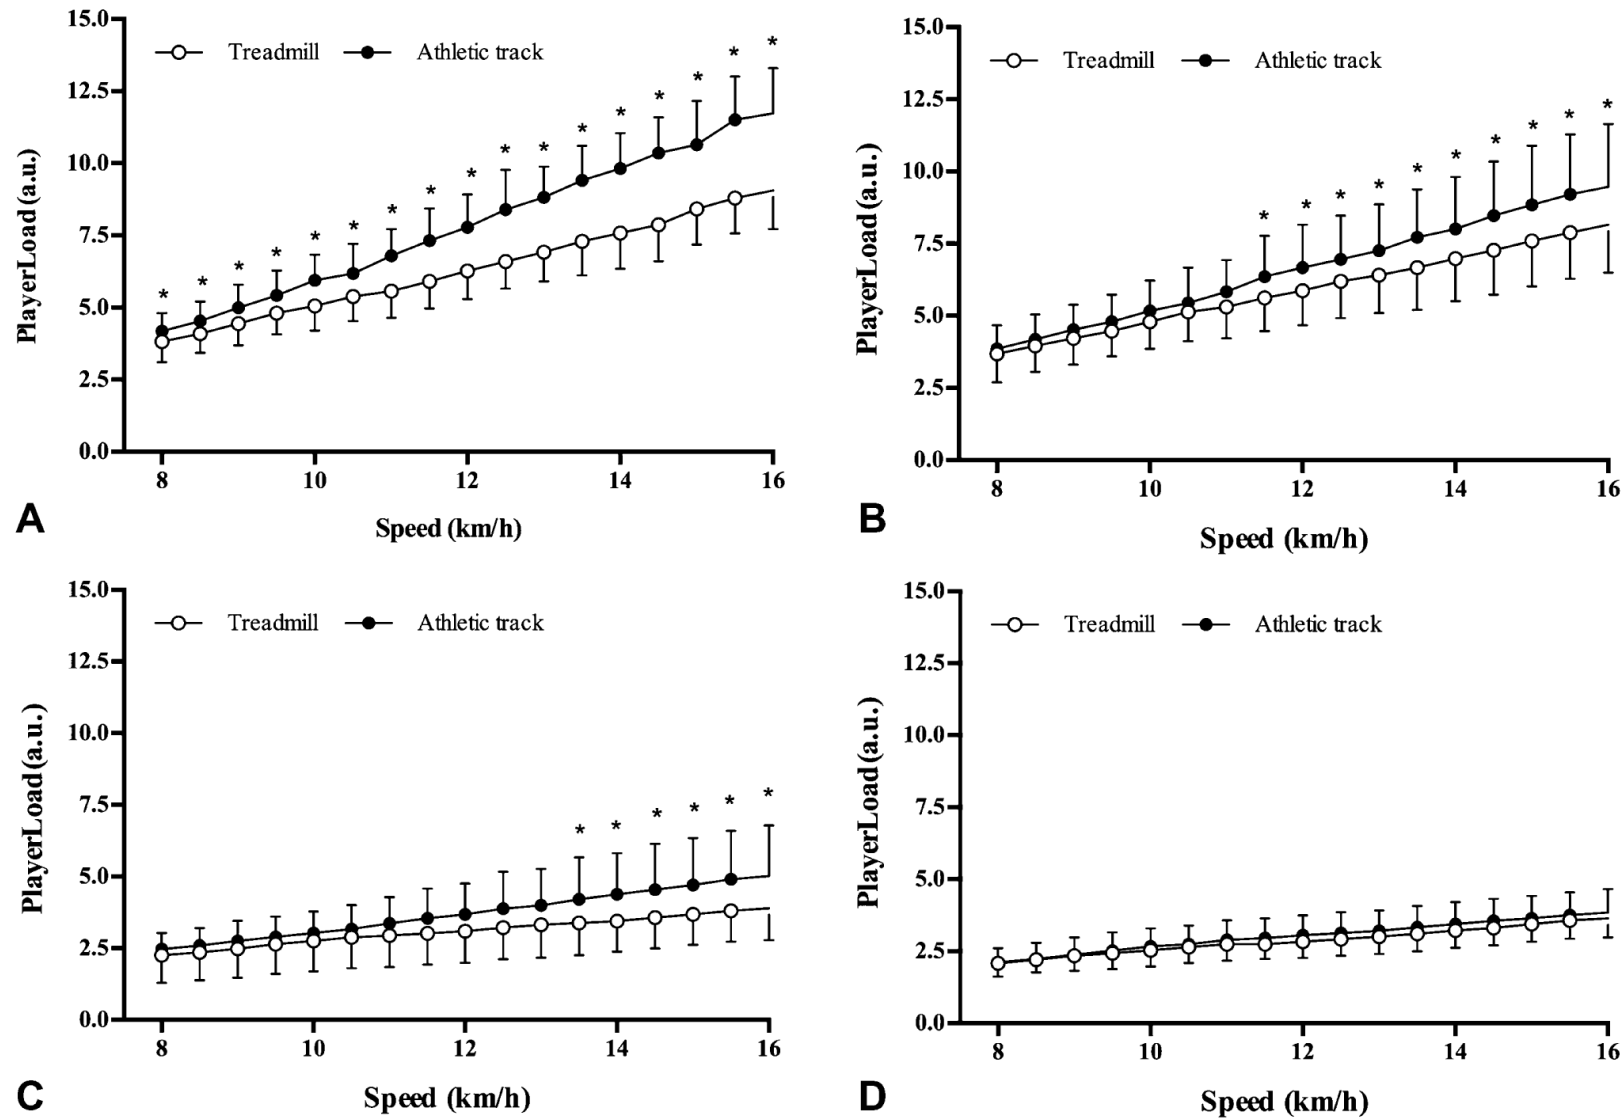 15.0
12.5
10.0
7.5
5.0
2.5
0.0
PlayerLoad (a.u.)
Treadmill Athletic track
* * * * * * * * * * * * * * * * *
8 10 12 14 16
Speed (km/h)
A
15.0
12.5
10.0
7.5
5.0
2.5
0.0
PlayerLoad (a.u.)
Treadmill Athletic track
* * * * * * * * * *
8 10 12 14 16
Speed (km/h)
B
15.0
12.5
10.0
7.5
5.0
2.5
0.0
PlayerLoad (a.u.)
Treadmill Athletic track
* * * * * *
8 10 12 14 16
Speed (km/h)
C
15.0
12.5
10.0
7.5
5.0
2.5
0.0
PlayerLoad (a.u.)
Treadmill Athletic track
8 10 12 14 16
Speed (km/h)
D